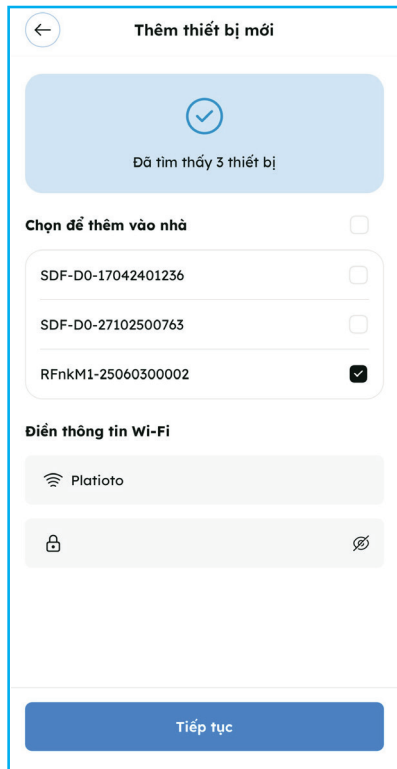 Thêm thiết bị mới
Đã tìm thấy 3 thiết bị
Chọn để thêm vào nhà
SDF-D0-17042401236
SDF-D0-27102500763
RFnkM1-25060300002
Điền thông tin Wi-Fi
Platioto
Tiếp tục